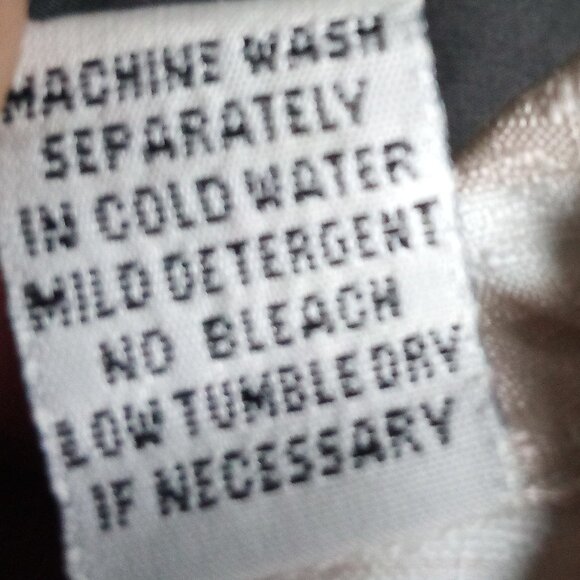 MACHINE WASH
SEPARATELY
IN COLD WATER
MILD DETERGENT
NO BLEACH
LOW TUMBLE DRY
IF NECESSARY